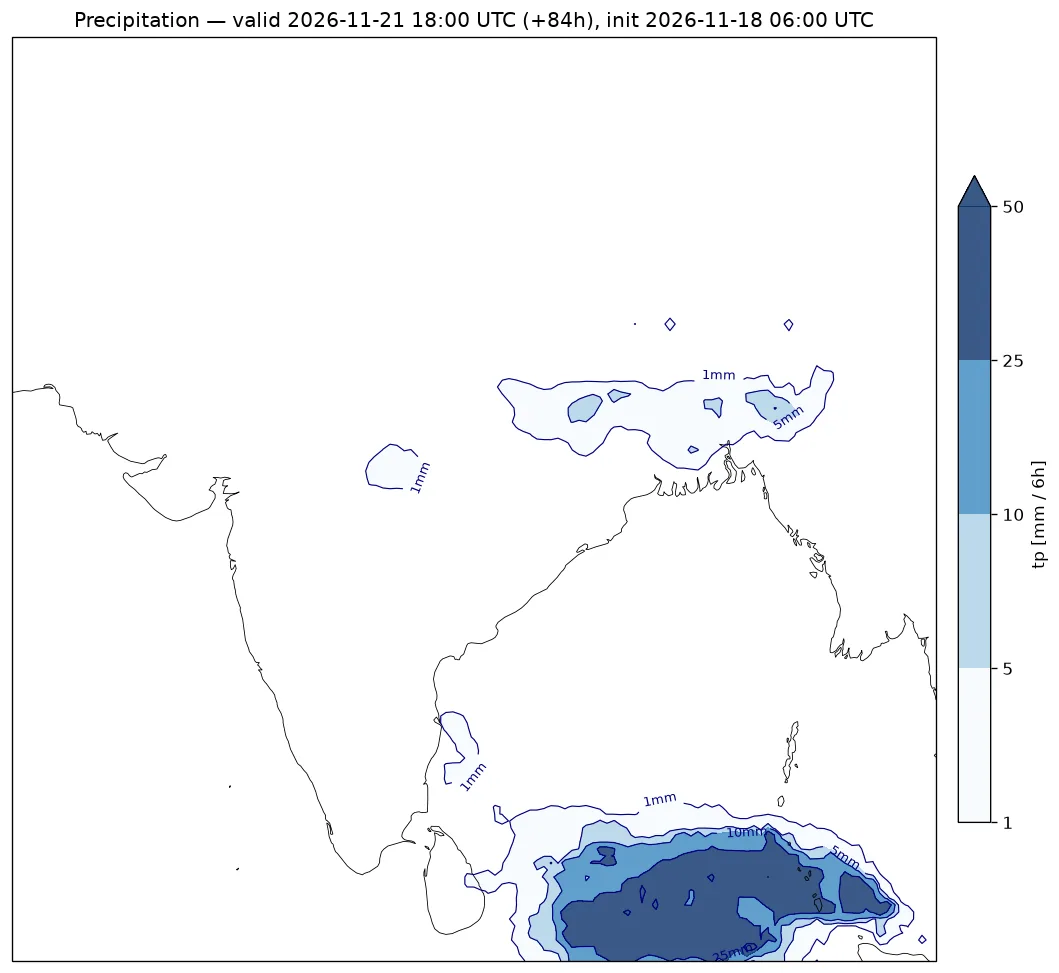 Precipitation — valid 2026-11-21 18:00 UTC (+84h), init 2026-11-18 06:00 UTC
50
25
10
5
1
tp [mm / 6h]
1mm
5mm
1mm
1mm
1mm
10mm
5mm
25mm